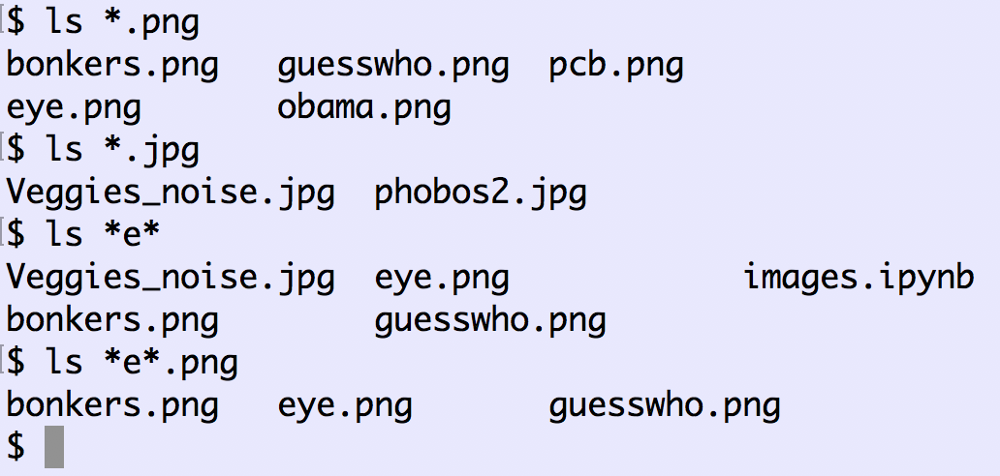 $ ls *.png
bonkers.png   guesswho.png  pcb.png
eye.png       obama.png
$ ls *.jpg
Veggies_noise.jpg  phobos2.jpg
$ ls *e*
Veggies_noise.jpg  eye.png            images.ipynb
bonkers.png        guesswho.png
$ ls *e*.png
bonkers.png   eye.png       guesswho.png
$